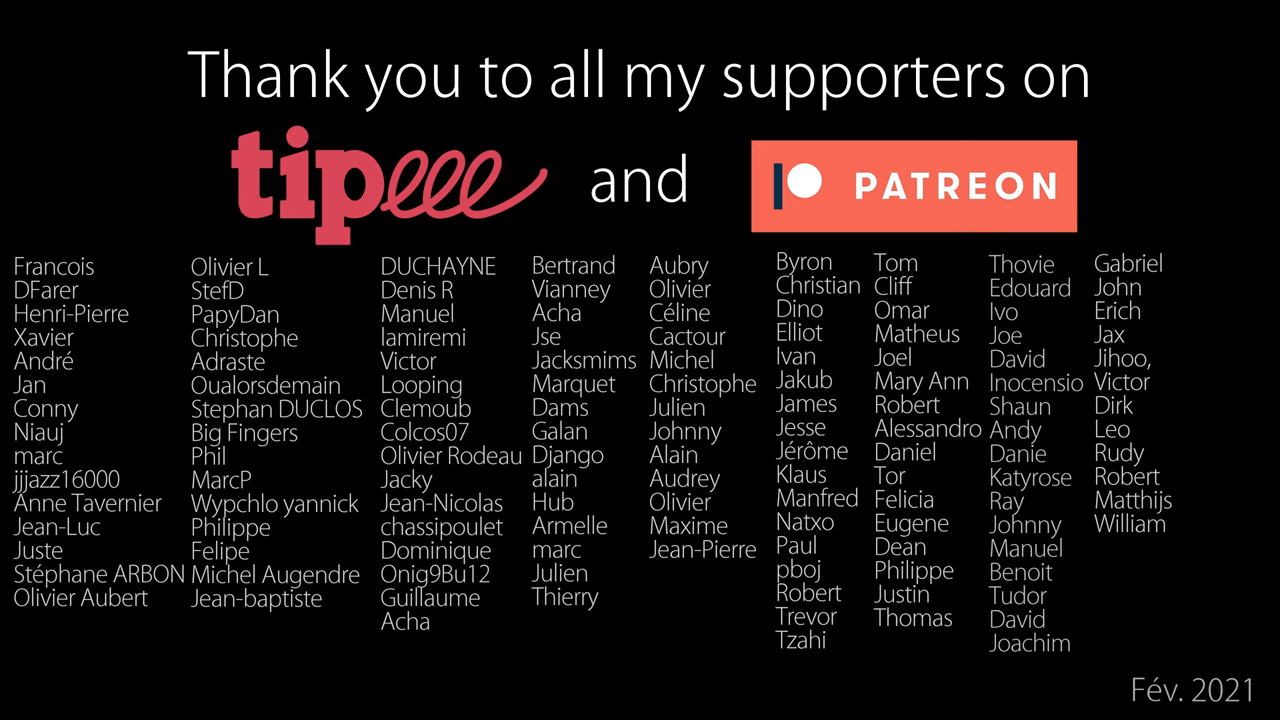 Thank you to all my supporters on
tipeee and PATREON
Francois
DFarer
Henri-Pierre
Xavier
André
Jan
Conny
Niauj
marc
jjjazz16000
Anne Tavernier
Jean-Luc
Juste
Stéphane ARBON
Olivier Aubert
Olivier L
StefD
PapyDan
Christophe
Adraste
Oualorsdemain
Stephan DUCLOS
Big Fingers
Phil
MarcP
Wypchlo yannick
Philippe
Felipe
Michel Augendre
Jean-baptiste
DUCHAYNE
Denis R
Manuel
lamiremi
Victor
Looping
Clemoub
Colcos07
Olivier Rodeau
Jacky
Jean-Nicolas
chassipoulet
Dominique
Onig9Bu12
Guillaume
Acha
Bertrand
Vianney
Acha
Jse
Jacksmims
Marquet
Dams
Galan
Django
alain
Hub
Armelle
marc
Julien
Thierry
Aubry
Olivier
Céline
Cactour
Michel
Christophe
Julien
Johnny
Alain
Audrey
Olivier
Maxime
Jean-Pierre
Byron
Christian
Dino
Elliot
Ivan
Jakub
James
Jesse
Jérôme
Klaus
Manfred
Natxo
Paul
pboj
Robert
Trevor
Tzahi
Tom
Cliff
Omar
Matheus
Joel
Mary Ann
Robert
Alessandro
Daniel
Tor
Felicia
Eugene
Dean
Philippe
Justin
Thomas
Thovie
Edouard
Ivo
Joe
David
Inocensio
Shaun
Andy
Danie
Katyrose
Ray
Johnny
Manuel
Benoit
Tudor
David
Joachim
Gabriel
John
Erich
Jax
Jihoo,
Victor
Dirk
Leo
Rudy
Robert
Matthijs
William
Fév. 2021